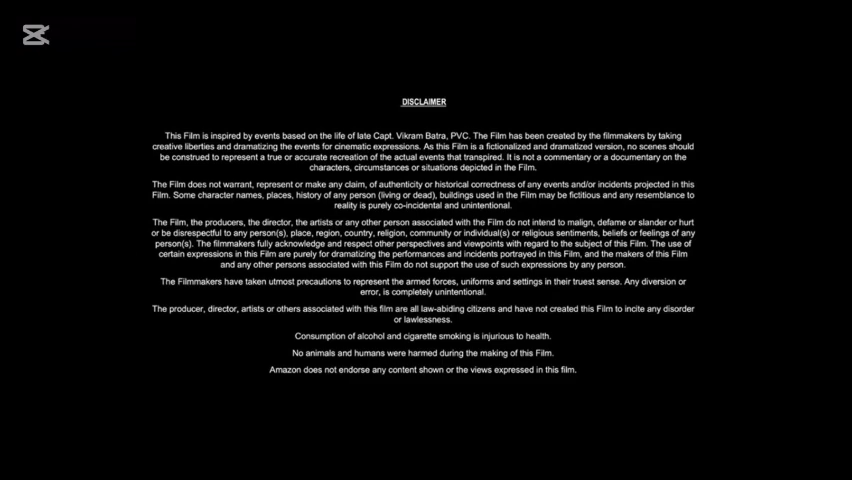 DISCLAIMER
This Film is inspired by events based on the life of late Capt. Vikram Batra, PVC. The Film has been created by the filmmakers by taking
creative liberties and dramatizing the events for cinematic expressions. As this Film is a fictionalized and dramatized version, no scenes should
be construed to represent a true or accurate recreation of the actual events that transpired. It is not a commentary or a documentary on the
characters, circumstances or situations depicted in the Film.
The Film does not warrant, represent or make any claim, of authenticity or historical correctness of any events and/or incidents projected in this
Film. Some character names, places, history of any person (living or dead), buildings used in the Film may be fictitious and any resemblance to
reality is purely co-incidental and unintentional.
The Film, the producers, the director, the artists or any other person associated with the Film do not intend to malign, defame or slander or hurt
or be disrespectful to any person(s), place, region, country, religion, community or individual(s) or religious sentiments, beliefs or feelings of any
person(s). The filmmakers fully acknowledge and respect other perspectives and viewpoints with regard to the subject of this Film. The use of
certain expressions in this Film are purely for dramatizing the performances and incidents portrayed in this Film, and the makers of this Film
and any other persons associated with this Film do not support the use of such expressions by any person.
The Filmmakers have taken utmost precautions to represent the armed forces, uniforms and settings in their truest sense. Any diversion or
error, is completely unintentional.
The producer, director, artists or others associated with this film are all law-abiding citizens and have not created this Film to incite any disorder
or lawlessness.
Consumption of alcohol and cigarette smoking is injurious to health.
No animals and humans were harmed during the making of this Film.
Amazon does not endorse any content shown or the views expressed in this film.